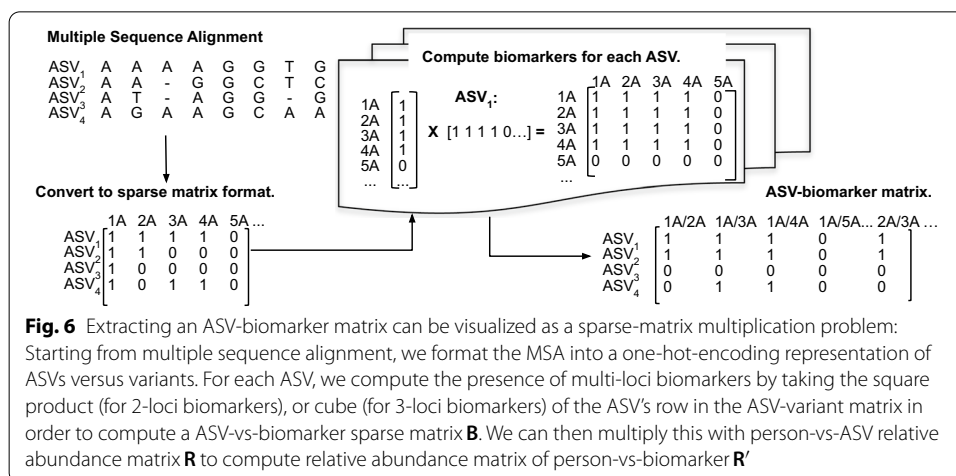 Multiple Sequence Alignment
ASV1 A A A A G G T G
ASV2 A A - G G C T C
ASV3 A T - A G G - G
ASV4 A G A A G C A A
Convert to sparse matrix format.
1A 2A 3A 4A 5A ...
ASV1 1 1 1 1 0
ASV2 1 1 0 0 0
ASV3 1 0 0 0 0
ASV4 1 0 1 1 0
Compute biomarkers for each ASV.
ASV1:
1A 1
2A 1
3A 1
4A 1
5A 0
... ...
X [1 1 1 1 0...] =
1A 2A 3A 4A 5A
1A 1 1 1 1 0
2A 1 1 1 1 0
3A 1 1 1 1 0
4A 1 1 1 1 0
5A 0 0 0 0 0
...
ASV-biomarker matrix.
1A/2A 1A/3A 1A/4A 1A/5A... 2A/3A ...
ASV1 1 1 1 0 1
ASV2 1 1 1 0 1
ASV3 0 0 0 0 0
ASV4 0 1 1 0 0
Fig. 6 Extracting an ASV-biomarker matrix can be visualized as a sparse-matrix multiplication problem:
Starting from multiple sequence alignment, we format the MSA into a one-hot-encoding representation of
ASVs versus variants. For each ASV, we compute the presence of multi-loci biomarkers by taking the square
product (for 2-loci biomarkers), or cube (for 3-loci biomarkers) of the ASV's row in the ASV-variant matrix in
order to compute a ASV-vs-biomarker sparse matrix B. We can then multiply this with person-vs-ASV relative
abundance matrix R to compute relative abundance matrix of person-vs-biomarker R′